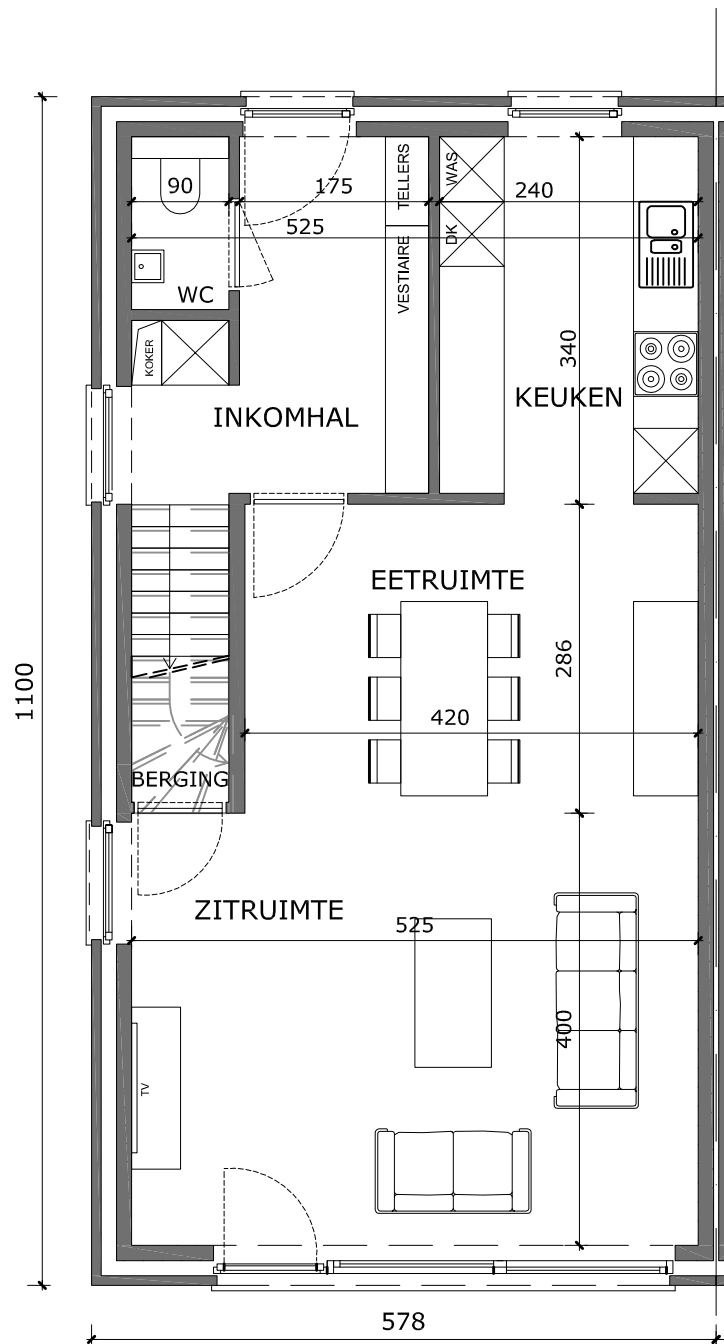 90
175
TELLERS
WAS
240
525
DK
VESTIAIRE
WC
KOKER
340
KEUKEN
INKOMHAL
EETRUIMTE
286
1100
420
BERGING
ZITRUIMTE
525
400
TV
578